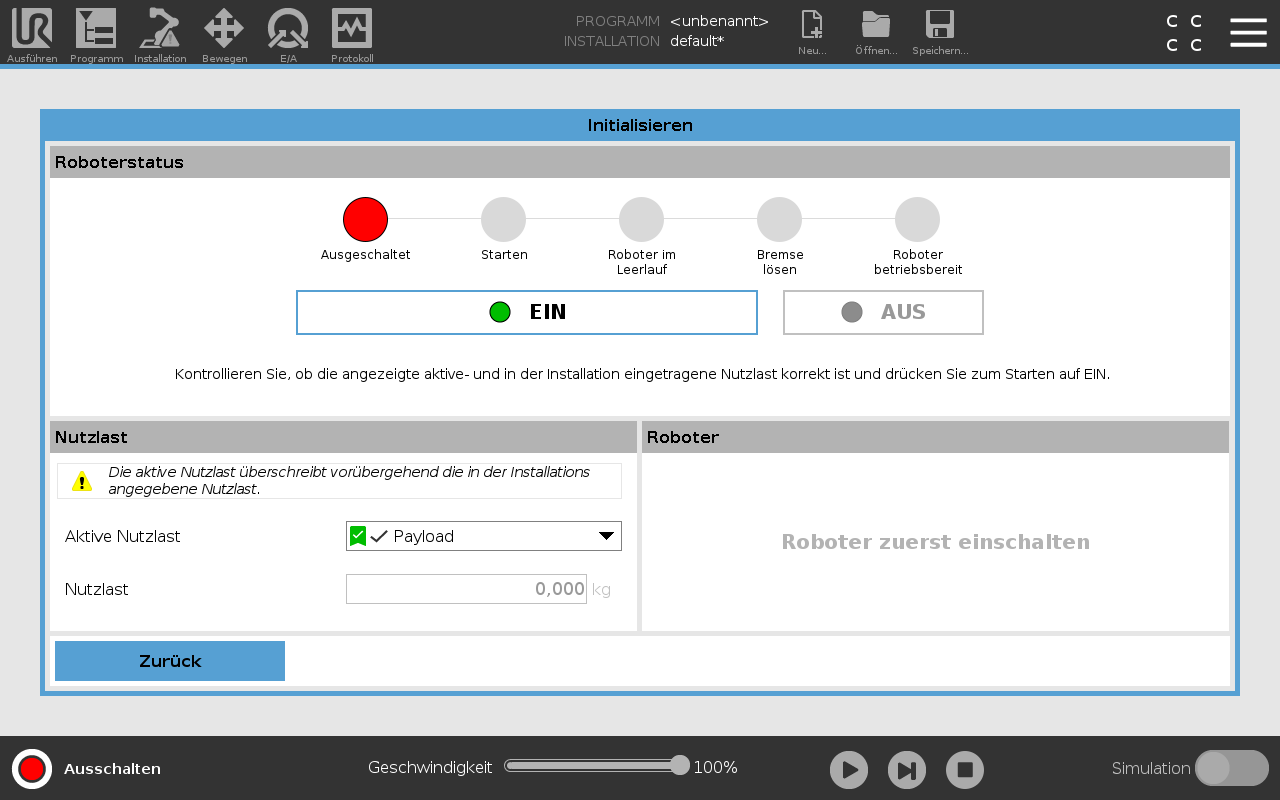 PROGRAMM <unbenannt>
INSTALLATION default*
Ausführen Programm Installation Bewegen E/A Protokoll
Neu... Öffnen... Speichern...
C C
C C
Initialisieren
Roboterstatus
Ausgeschaltet Starten Roboter im Leerlauf Bremse lösen Roboter betriebsbereit
EIN AUS
Kontrollieren Sie, ob die angezeigte aktive- und in der Installation eingetragene Nutzlast korrekt ist und drücken Sie zum Starten auf EIN.
Nutzlast
Die aktive Nutzlast überschreibt vorübergehend die in der Installations
angegebene Nutzlast.
Aktive Nutzlast Payload
Nutzlast 0,000 kg
Roboter
Roboter zuerst einschalten
Zurück
Ausschalten Geschwindigkeit 100% Simulation